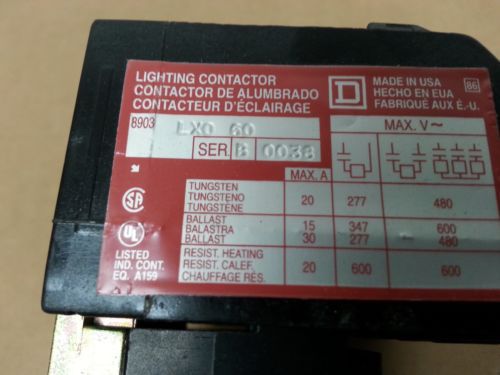 LIGHTING CONTACTOR
CONTACTOR DE ALUMBRADO
CONTACTEUR D'ÉCLAIRAGE
D
MADE IN USA
HECHO EN EUA
FABRIQUÉ AUX É.-U.
86
8903 LXO 60
SER. B 0038
MAX. V~
MAX. A
TUNGSTEN
TUNGSTENO
TUNGSTÈNE
20 277 480
BALLAST
BALASTRA
BALLAST
15 347 600
30 277 480
RESIST. HEATING
RESIST. CALEF.
CHAUFFAGE RÉS.
20 600 600
SA
UL
LISTED
IND. CONT.
EQ. A159